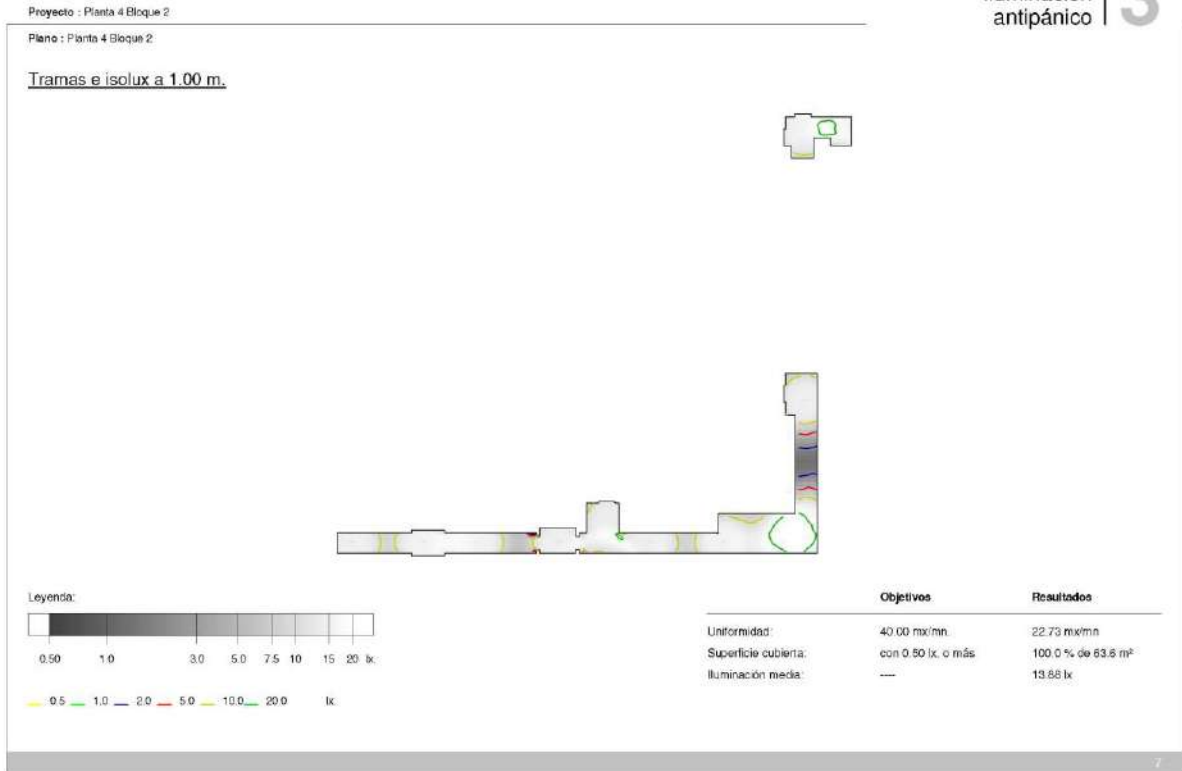 Proyecto : Planta 4 Bloque 2
antipánico
3
Plano : Planta 4 Bloque 2
Tramas e isolux a 1.00 m.
Leyenda:
0.50 1.0 3.0 5.0 7.5 10 15 20 lx.
0.5 1.0 2.0 5.0 10.0 20.0 lx.
Objetivos Resultados
Uniformidad: 40.00 mx/mn. 22.73 mx/mn
Superficie cubierta: con 0.50 lx. o más 100.0 % de 63.6 m²
Iluminación media: ---- 13.88 lx
7